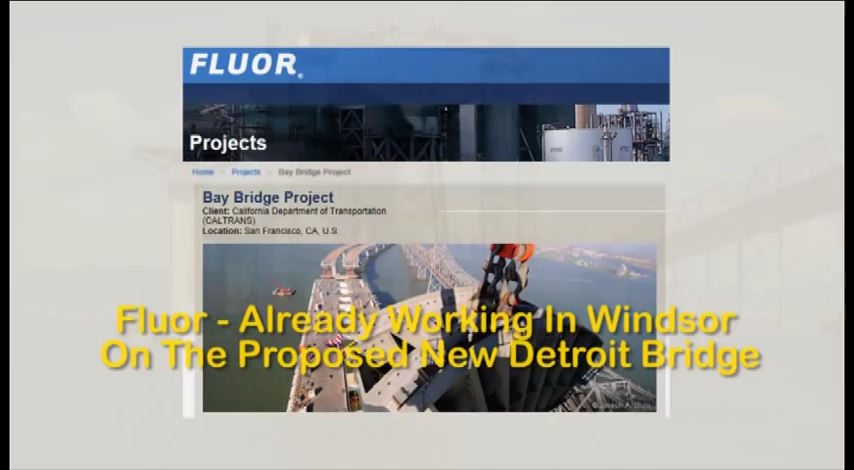 FLUOR®
Projects
Home Projects Bay Bridge Project
Bay Bridge Project
Client: California Department of Transportation
(CALTRANS)
Location: San Francisco, CA, U.S.
Fluor - Already Working In Windsor
On The Proposed New Detroit Bridge